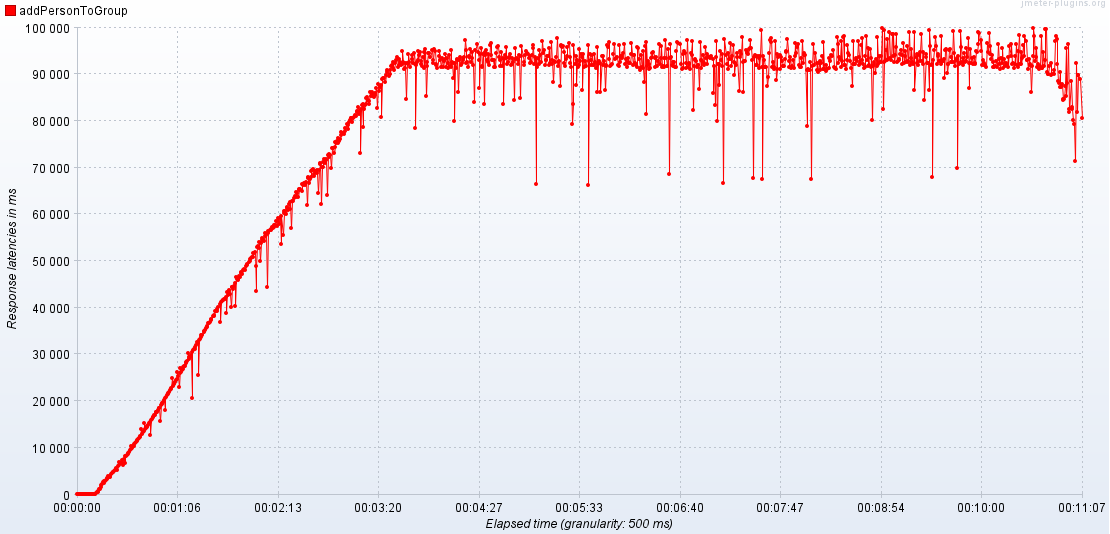 addPersonToGroup
jmeter-plugins.org
100 000
90 000
80 000
70 000
60 000
50 000
40 000
30 000
20 000
10 000
0
Response latencies in ms
00:00:00 00:01:06 00:02:13 00:03:20 00:04:27 00:05:33 00:06:40 00:07:47 00:08:54 00:10:00 00:11:07
Elapsed time (granularity: 500 ms)